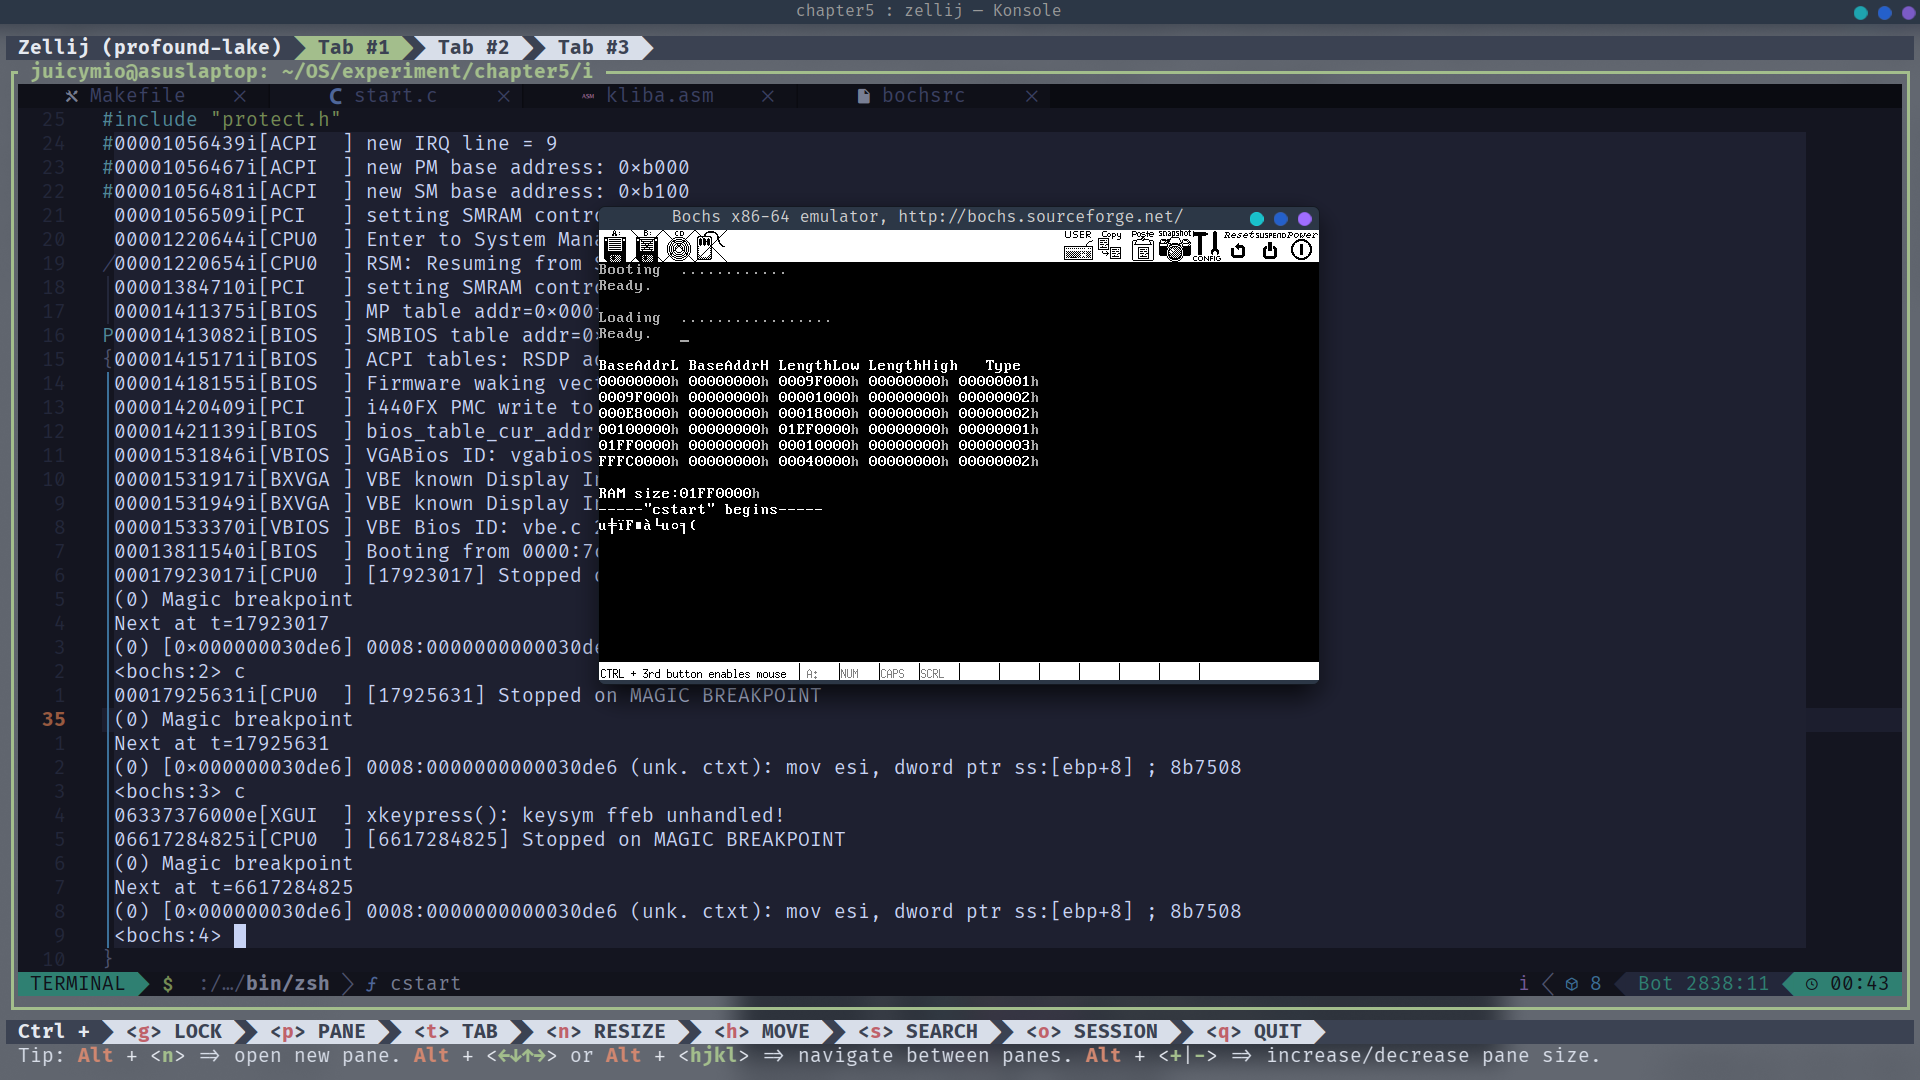 chapter5 : zellij — Konsole
Zellij (profound-lake) Tab #1 Tab #2 Tab #3
juicymio@asuslaptop: ~/OS/experiment/chapter5/i
Makefile start.c ASM kliba.asm bochsrc
25 #include "protect.h"
24 #00001056439i[ACPI ] new IRQ line = 9
23 #00001056467i[ACPI ] new PM base address: 0xb000
22 #00001056481i[ACPI ] new SM base address: 0xb100
21 00001056509i[PCI ] setting SMRAM contro
20 00001220644i[CPU0 ] Enter to System Mana
19 /00001220654i[CPU0 ] RSM: Resuming from
18 00001384710i[PCI ] setting SMRAM contro
17 00001411375i[BIOS ] MP table addr=0x000
16 P00001413082i[BIOS ] SMBIOS table addr=0
15 {00001415171i[BIOS ] ACPI tables: RSDP a
14 00001418155i[BIOS ] Firmware waking vec
13 00001420409i[PCI ] i440FX PMC write to
12 00001421139i[BIOS ] bios_table_cur_addr
11 00001531846i[VBIOS ] VGABios ID: vgabios
10 00001531917i[BXVGA ] VBE known Display I
9 00001531949i[BXVGA ] VBE known Display I
8 00001533370i[VBIOS ] VBE Bios ID: vbe.c
7 00013811540i[BIOS ] Booting from 0000:7
6 00017923017i[CPU0 ] [17923017] Stopped
5 (0) Magic breakpoint
4 Next at t=17923017
3 (0) [0x000000030de6] 0008:0000000000030de
2 <bochs:2> c
1 00017925631i[CPU0 ] [17925631] Stopped on MAGIC BREAKPOINT
35 (0) Magic breakpoint
1 Next at t=17925631
2 (0) [0x000000030de6] 0008:0000000000030de6 (unk. ctxt): mov esi, dword ptr ss:[ebp+8] ; 8b7508
3 <bochs:3> c
4 06337376000e[XGUI ] xkeypress(): keysym ffeb unhandled!
5 06617284825i[CPU0 ] [6617284825] Stopped on MAGIC BREAKPOINT
6 (0) Magic breakpoint
7 Next at t=6617284825
8 (0) [0x000000030de6] 0008:0000000000030de6 (unk. ctxt): mov esi, dword ptr ss:[ebp+8] ; 8b7508
9 <bochs:4>
10 }
Bochs x86-64 emulator, http://bochs.sourceforge.net/
A: B: CD USER Copy Paste snapshot CONFIG Reset SUSPEND Power
Booting ............
Ready.
Loading .................
Ready. _
BaseAddrL BaseAddrH LengthLow LengthHigh Type
00000000h 00000000h 0009F000h 00000000h 00000001h
0009F000h 00000000h 00001000h 00000000h 00000002h
000E8000h 00000000h 00018000h 00000000h 00000002h
00100000h 00000000h 01EF0000h 00000000h 00000001h
01FF0000h 00000000h 00010000h 00000000h 00000003h
FFFC0000h 00000000h 00040000h 00000000h 00000002h
RAM size:01FF0000h
-----"cstart" begins-----
CTRL + 3rd button enables mouse A: NUM CAPS SCRL
TERMINAL $ :/…/bin/zsh ƒ cstart i 8 Bot 2838:11 00:43
Ctrl + <g> LOCK <p> PANE <t> TAB <n> RESIZE <h> MOVE <s> SEARCH <o> SESSION <q> QUIT
Tip: Alt + <n> => open new pane. Alt + <←↓↑→> or Alt + <hjkl> => navigate between panes. Alt + <+|-> => increase/decrease pane size.